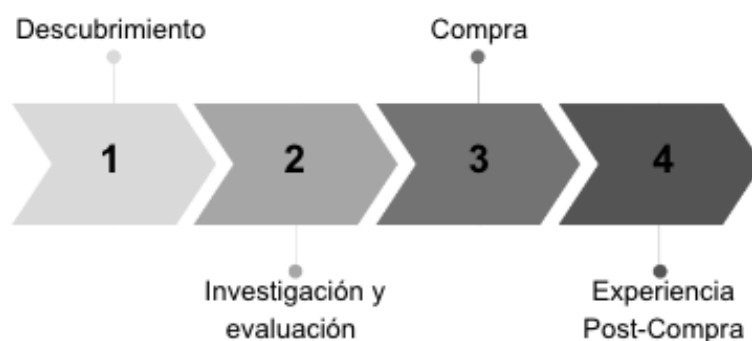 Descubrimiento
Compra
1
2
3
4
Investigación y
evaluación
Experiencia
Post-Compra